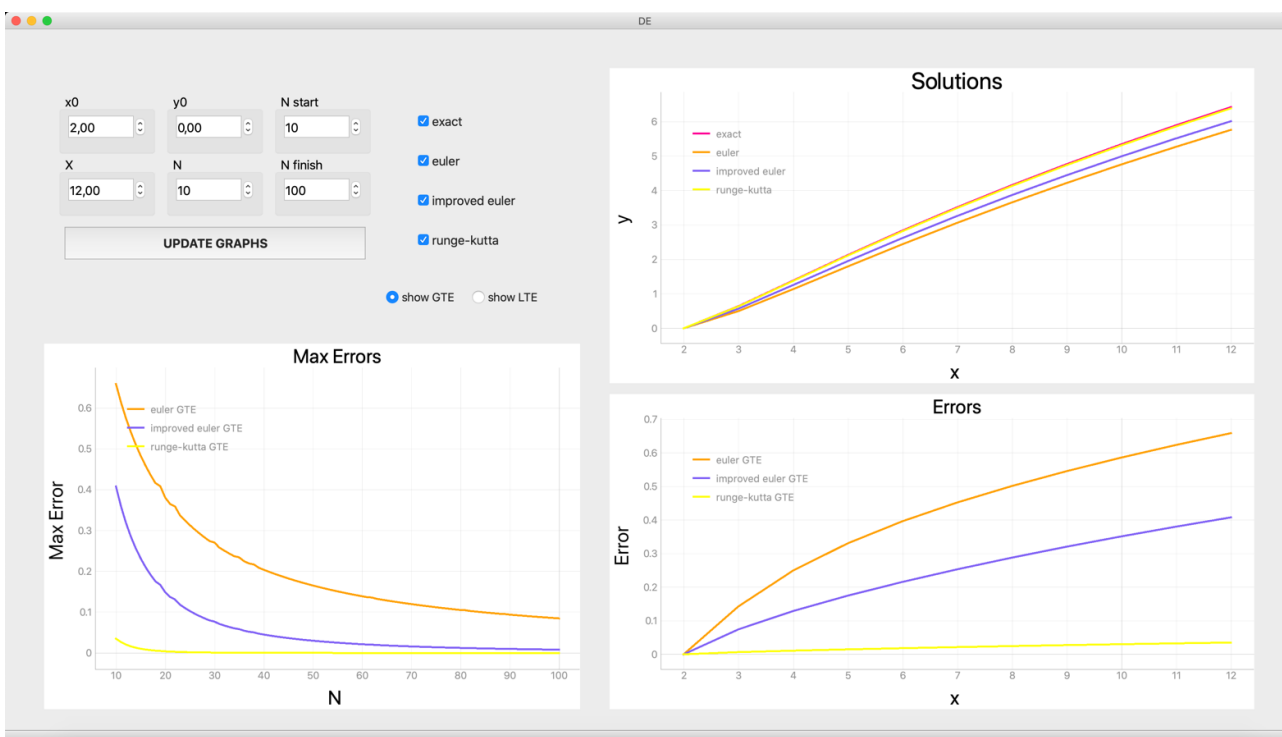 DE
x0 y0 N start
2,00 0,00 10
X N N finish
12,00 10 100
UPDATE GRAPHS
exact
euler
improved euler
runge-kutta
show GTE show LTE
Solutions
exact
euler
improved euler
runge-kutta
y
6
5
4
3
2
1
0
2 3 4 5 6 7 8 9 10 11 12
x
Max Errors
euler GTE
improved euler GTE
runge-kutta GTE
Max Error
0.6
0.5
0.4
0.3
0.2
0.1
0
10 20 30 40 50 60 70 80 90 100
N
Errors
euler GTE
improved euler GTE
runge-kutta GTE
Error
0.7
0.6
0.5
0.4
0.3
0.2
0.1
0
2 3 4 5 6 7 8 9 10 11 12
x